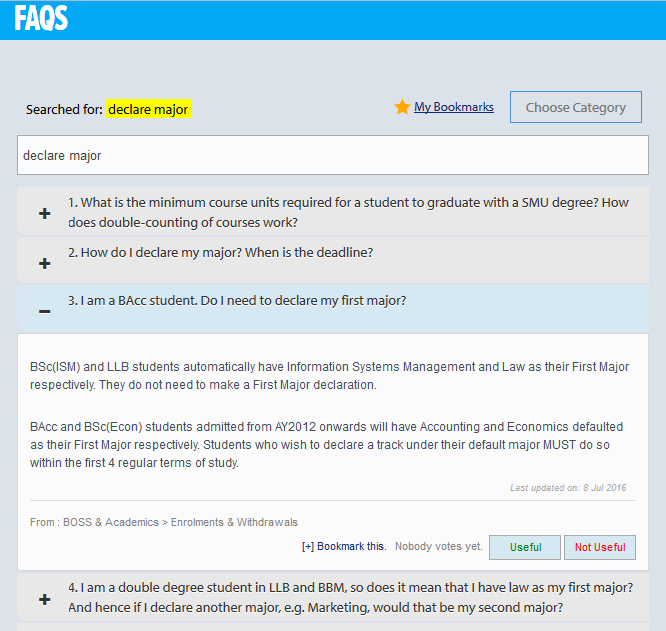 FAQS
Searched for: declare major
My Bookmarks
Choose Category
declare major
+ 1. What is the minimum course units required for a student to graduate with a SMU degree? How
does double-counting of courses work?
+ 2. How do I declare my major? When is the deadline?
– 3. I am a BAcc student. Do I need to declare my first major?
BSc(ISM) and LLB students automatically have Information Systems Management and Law as their First Major
respectively. They do not need to make a First Major declaration.
BAcc and BSc(Econ) students admitted from AY2012 onwards will have Accounting and Economics defaulted
as their First Major respectively. Students who wish to declare a track under their default major MUST do so
within the first 4 regular terms of study.
Last updated on: 8 Jul 2016
From : BOSS & Academics > Enrolments & Withdrawals
[+] Bookmark this. Nobody votes yet. Useful Not Useful
+ 4. I am a double degree student in LLB and BBM, so does it mean that I have law as my first major?
And hence if I declare another major, e.g. Marketing, would that be my second major?